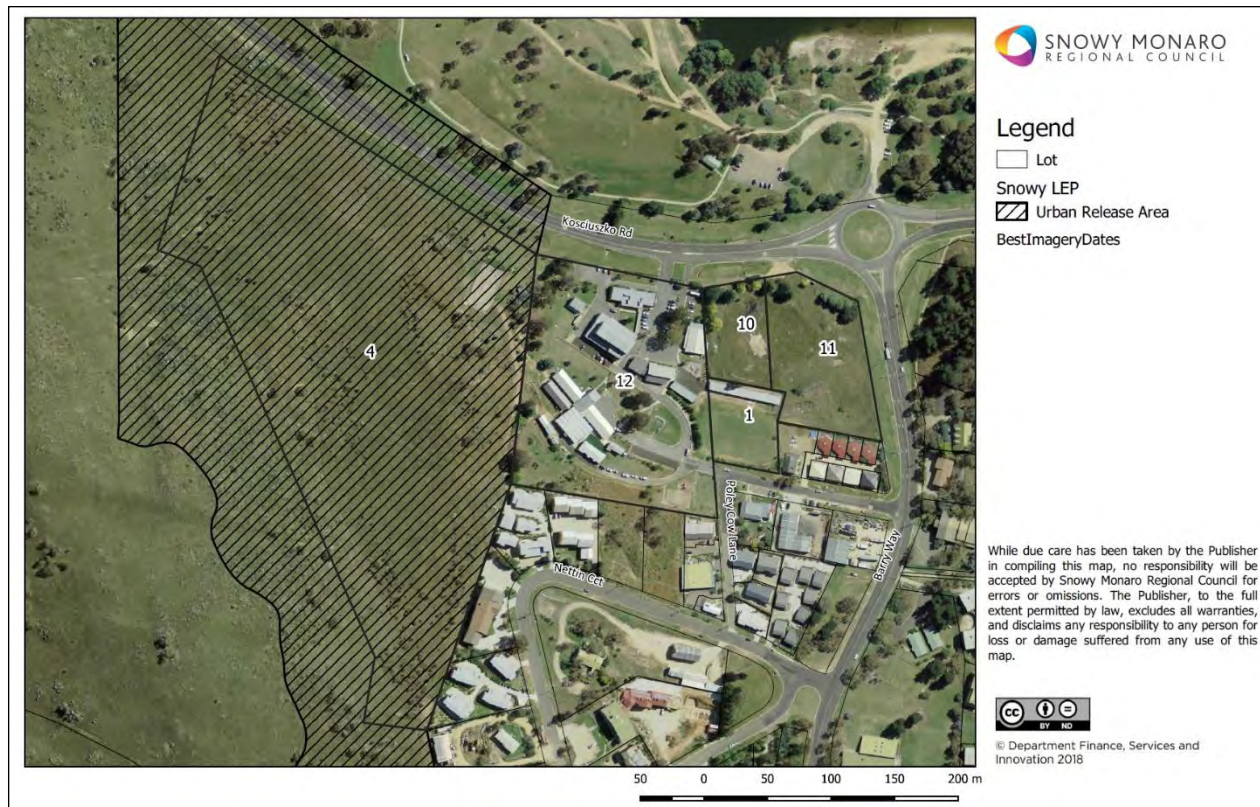 SNOWY MONARO
REGIONAL COUNCIL
Legend
Lot
Snowy LEP
Urban Release Area
BestImageryDates
Kosciuszko Rd
10
11
4
12
1
Poley Cow Lane
Barry Way
Nettin Cct
While due care has been taken by the Publisher
in compiling this map, no responsibility will be
accepted by Snowy Monaro Regional Council for
errors or omissions. The Publisher, to the full
extent permitted by law, excludes all warranties,
and disclaims any responsibility to any person for
loss or damage suffered from any use of this
map.
cc
BY ND
© Department Finance, Services and
Innovation 2018
50 0 50 100 150 200 m